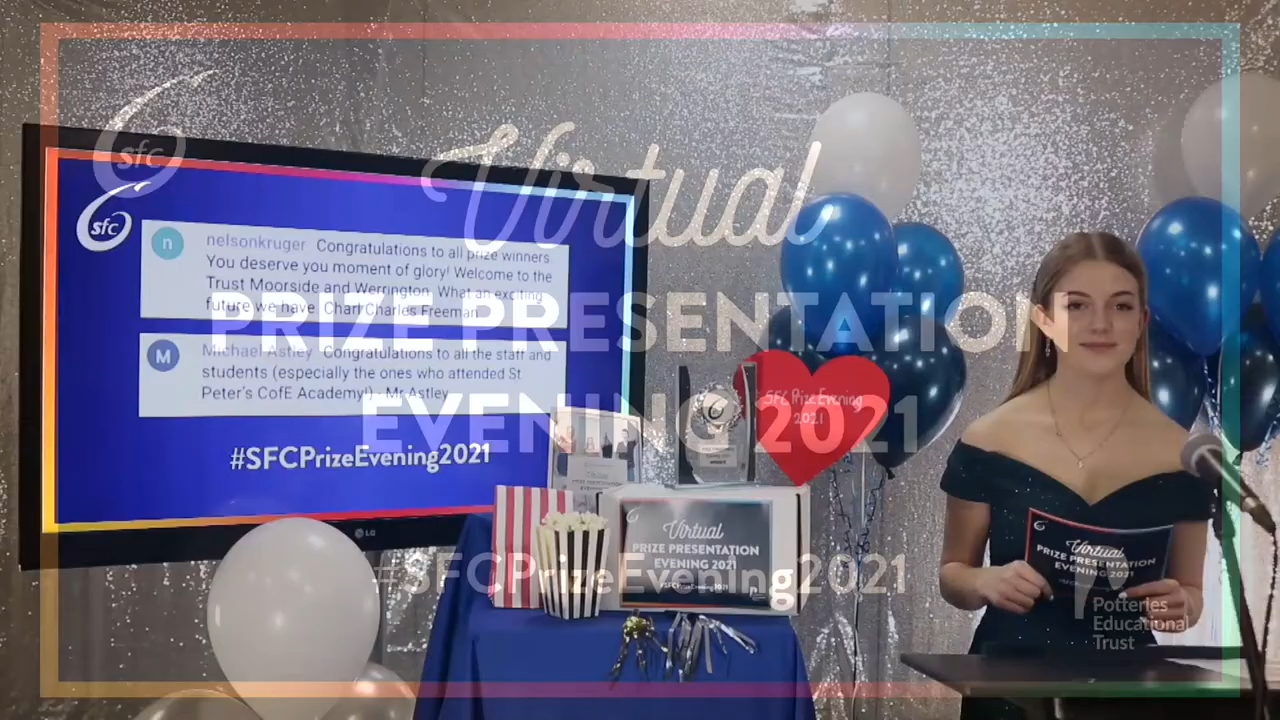 sfc
Virtual
PRIZE PRESENTATION
EVENING 2021
#SFCPrizeEvening2021
Potteries
Educational
Trust
sfc
n
nelsonkruger Congratulations to all prize winners
You deserve you moment of glory! Welcome to the
Trust Moorside and Werrington. What an exciting
future we have Charl Charles Freeman
M
Michael Astley Congratulations to all the staff and
students (especially the ones who attended St
Peter's CofE Academy!) - Mr Astley
#SFCPrizeEvening2021
LG
SFC Prize Evening
2021
Virtual
PRIZE PRESENTATION
EVENING 2021
#SFCPrizeEvening2021
Virtual
PRIZE PRESENTATION
EVENING 2021